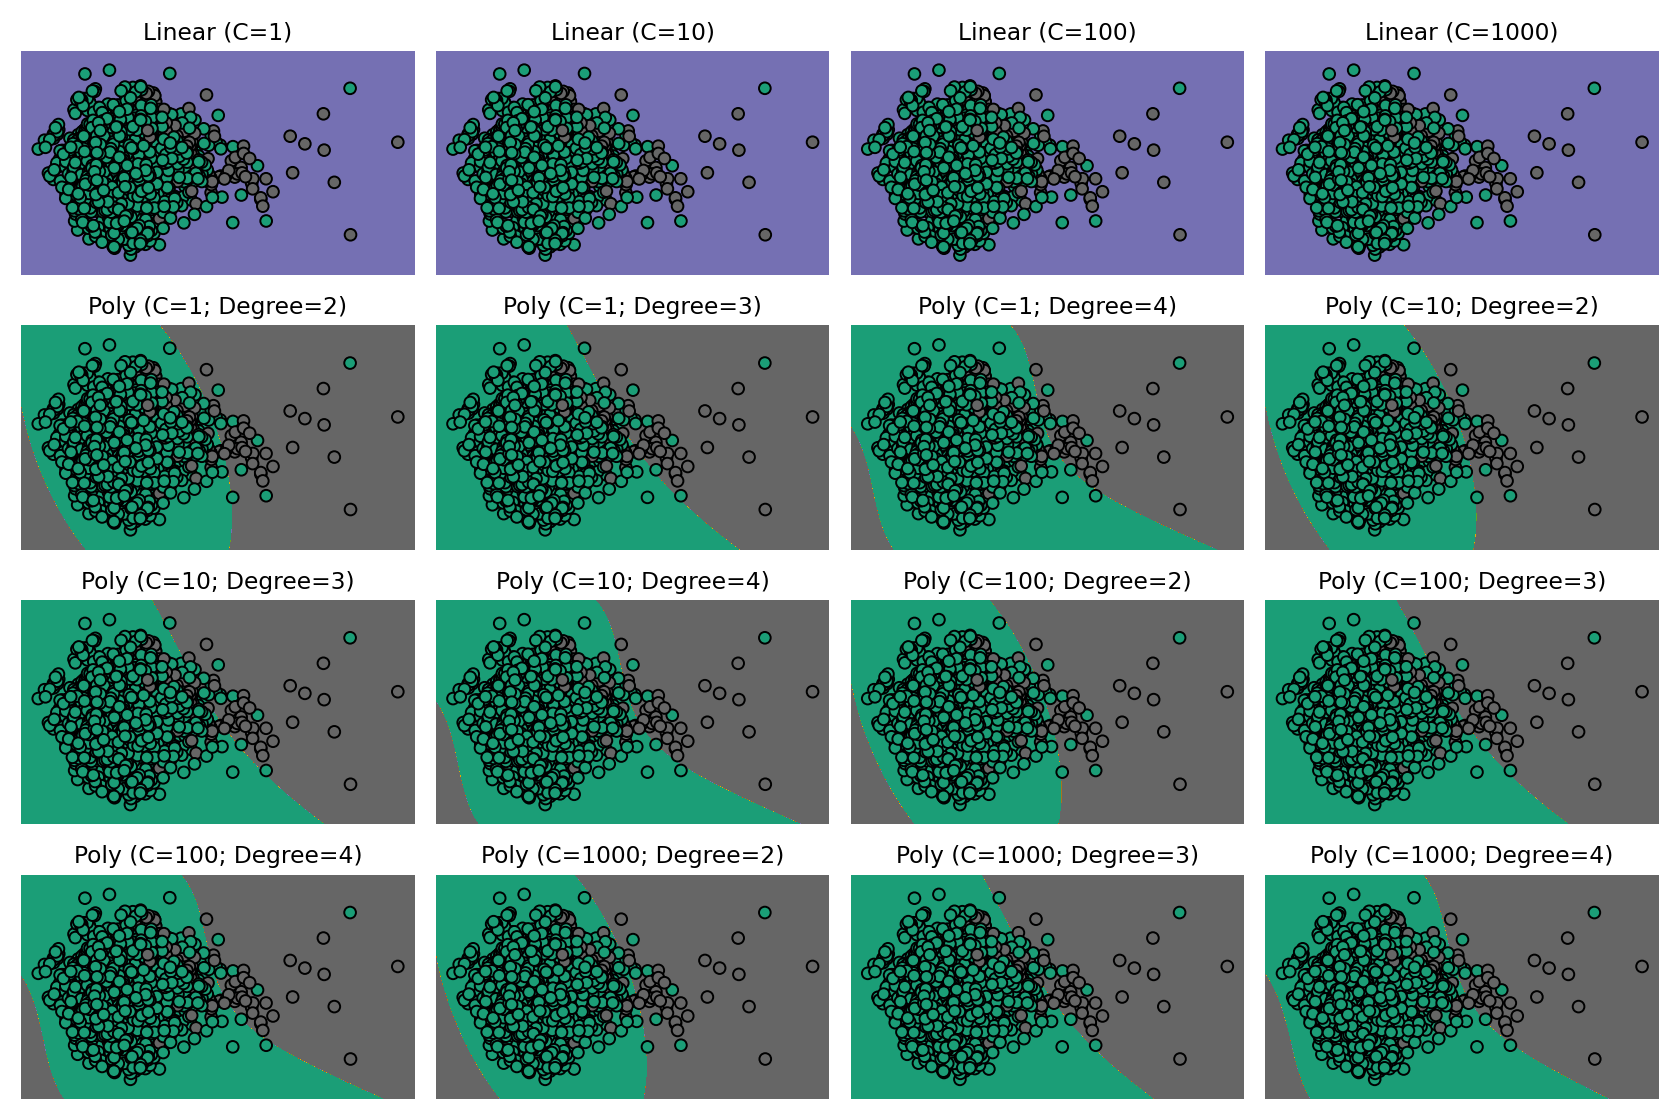 Linear (C=1)
Linear (C=10)
Linear (C=100)
Linear (C=1000)
Poly (C=1; Degree=2)
Poly (C=1; Degree=3)
Poly (C=1; Degree=4)
Poly (C=10; Degree=2)
Poly (C=10; Degree=3)
Poly (C=10; Degree=4)
Poly (C=100; Degree=2)
Poly (C=100; Degree=3)
Poly (C=100; Degree=4)
Poly (C=1000; Degree=2)
Poly (C=1000; Degree=3)
Poly (C=1000; Degree=4)